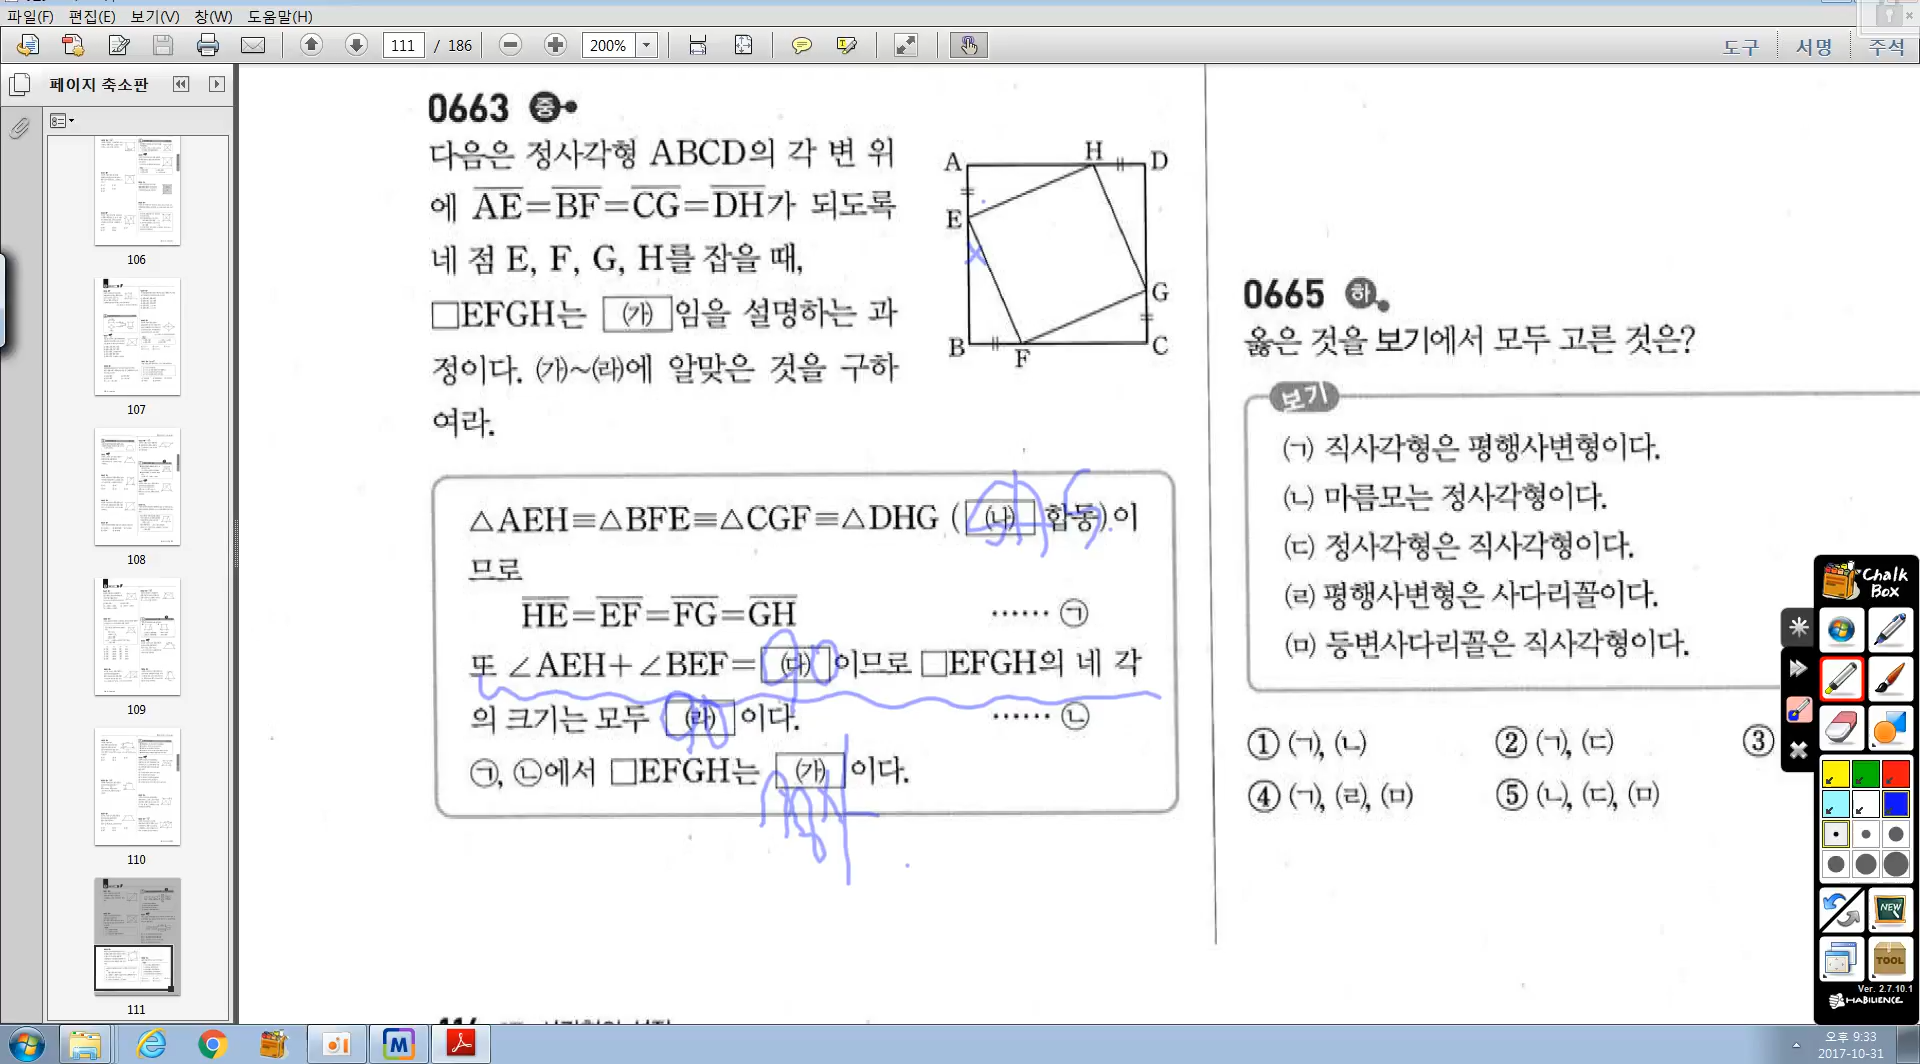 파일(F) 편집(E) 보기(V) 창(W) 도움말(H)
111 / 186 200% 도구 서명 주석
페이지 축소판
106
107
108
109
110
111
0663 중
다음은 정사각형 ABCD의 각 변 위
에 AE=BF=CG=DH가 되도록
네 점 E, F, G, H를 잡을 때,
□EFGH는 (가) 임을 설명하는 과
정이다. (가)~(라)에 알맞은 것을 구하
여라.
A H D
E
G
B F C
△AEH≡△BFE≡△CGF≡△DHG ( (나) 합동)이
므로
HE=EF=FG=GH …… ㉠
또 ∠AEH+∠BEF= (다) 이므로 □EFGH의 네 각
90
의 크기는 모두 (라) 이다. …… ㉡
90
㉠, ㉡에서 □EFGH는 (가) 이다.
0665 하
옳은 것을 보기에서 모두 고른 것은?
보기
(ㄱ) 직사각형은 평행사변형이다.
(ㄴ) 마름모는 정사각형이다.
(ㄷ) 정사각형은 직사각형이다.
(ㄹ) 평행사변형은 사다리꼴이다.
(ㅁ) 등변사다리꼴은 직사각형이다.
① (ㄱ), (ㄴ) ② (ㄱ), (ㄷ) ③
④ (ㄱ), (ㄹ), (ㅁ) ⑤ (ㄴ), (ㄷ), (ㅁ)
Chalk Box
NEW
TOOL
Ver. 2.7.10.1
HABILIENCE
오후 9:33
2017-10-31